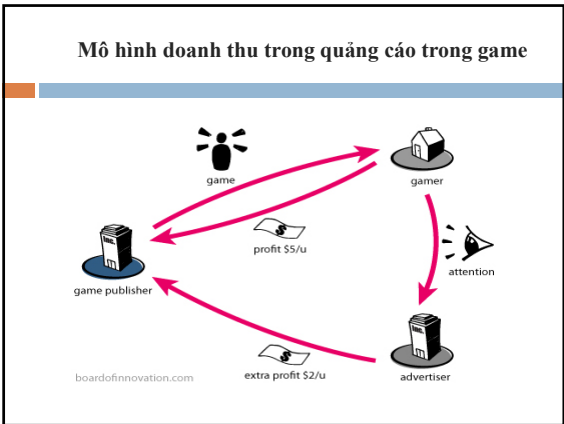 Mô hình doanh thu trong quảng cáo trong game
game
gamer
profit $5/u
attention
Inc.
game publisher
extra profit $2/u
advertiser
boardofinnovation.com